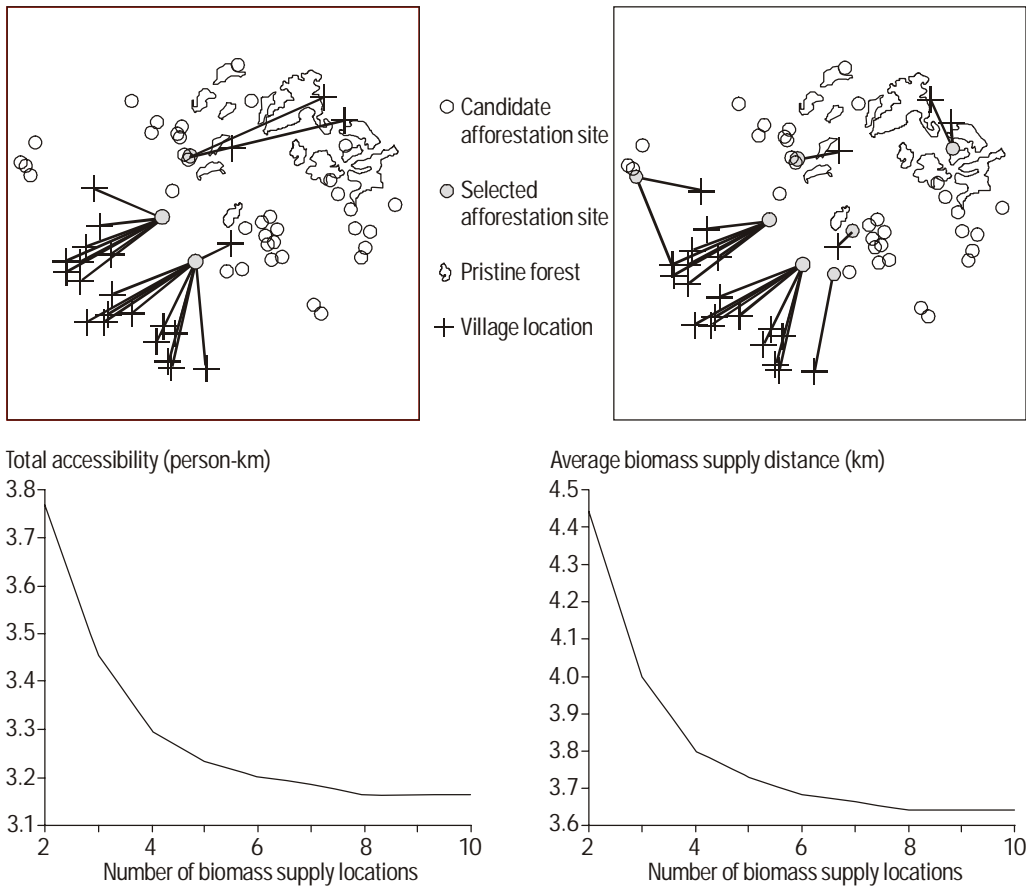 Candidate
afforestation site
Selected
afforestation site
Pristine forest
Village location
Total accessibility (person-km)
3.8
3.7
3.6
3.5
3.4
3.3
3.2
3.1
2
4
6
8
10
Number of biomass supply locations
Average biomass supply distance (km)
4.5
4.4
4.3
4.2
4.1
4.0
3.9
3.8
3.7
3.6
2
4
6
8
10
Number of biomass supply locations